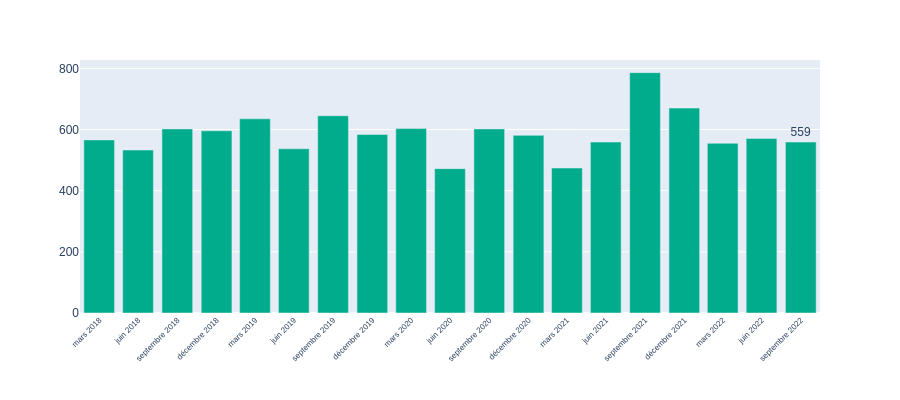 800
600
400
200
0
559
mars 2018
juin 2018
septembre 2018
décembre 2018
mars 2019
juin 2019
septembre 2019
décembre 2019
mars 2020
juin 2020
septembre 2020
décembre 2020
mars 2021
juin 2021
septembre 2021
décembre 2021
mars 2022
juin 2022
septembre 2022